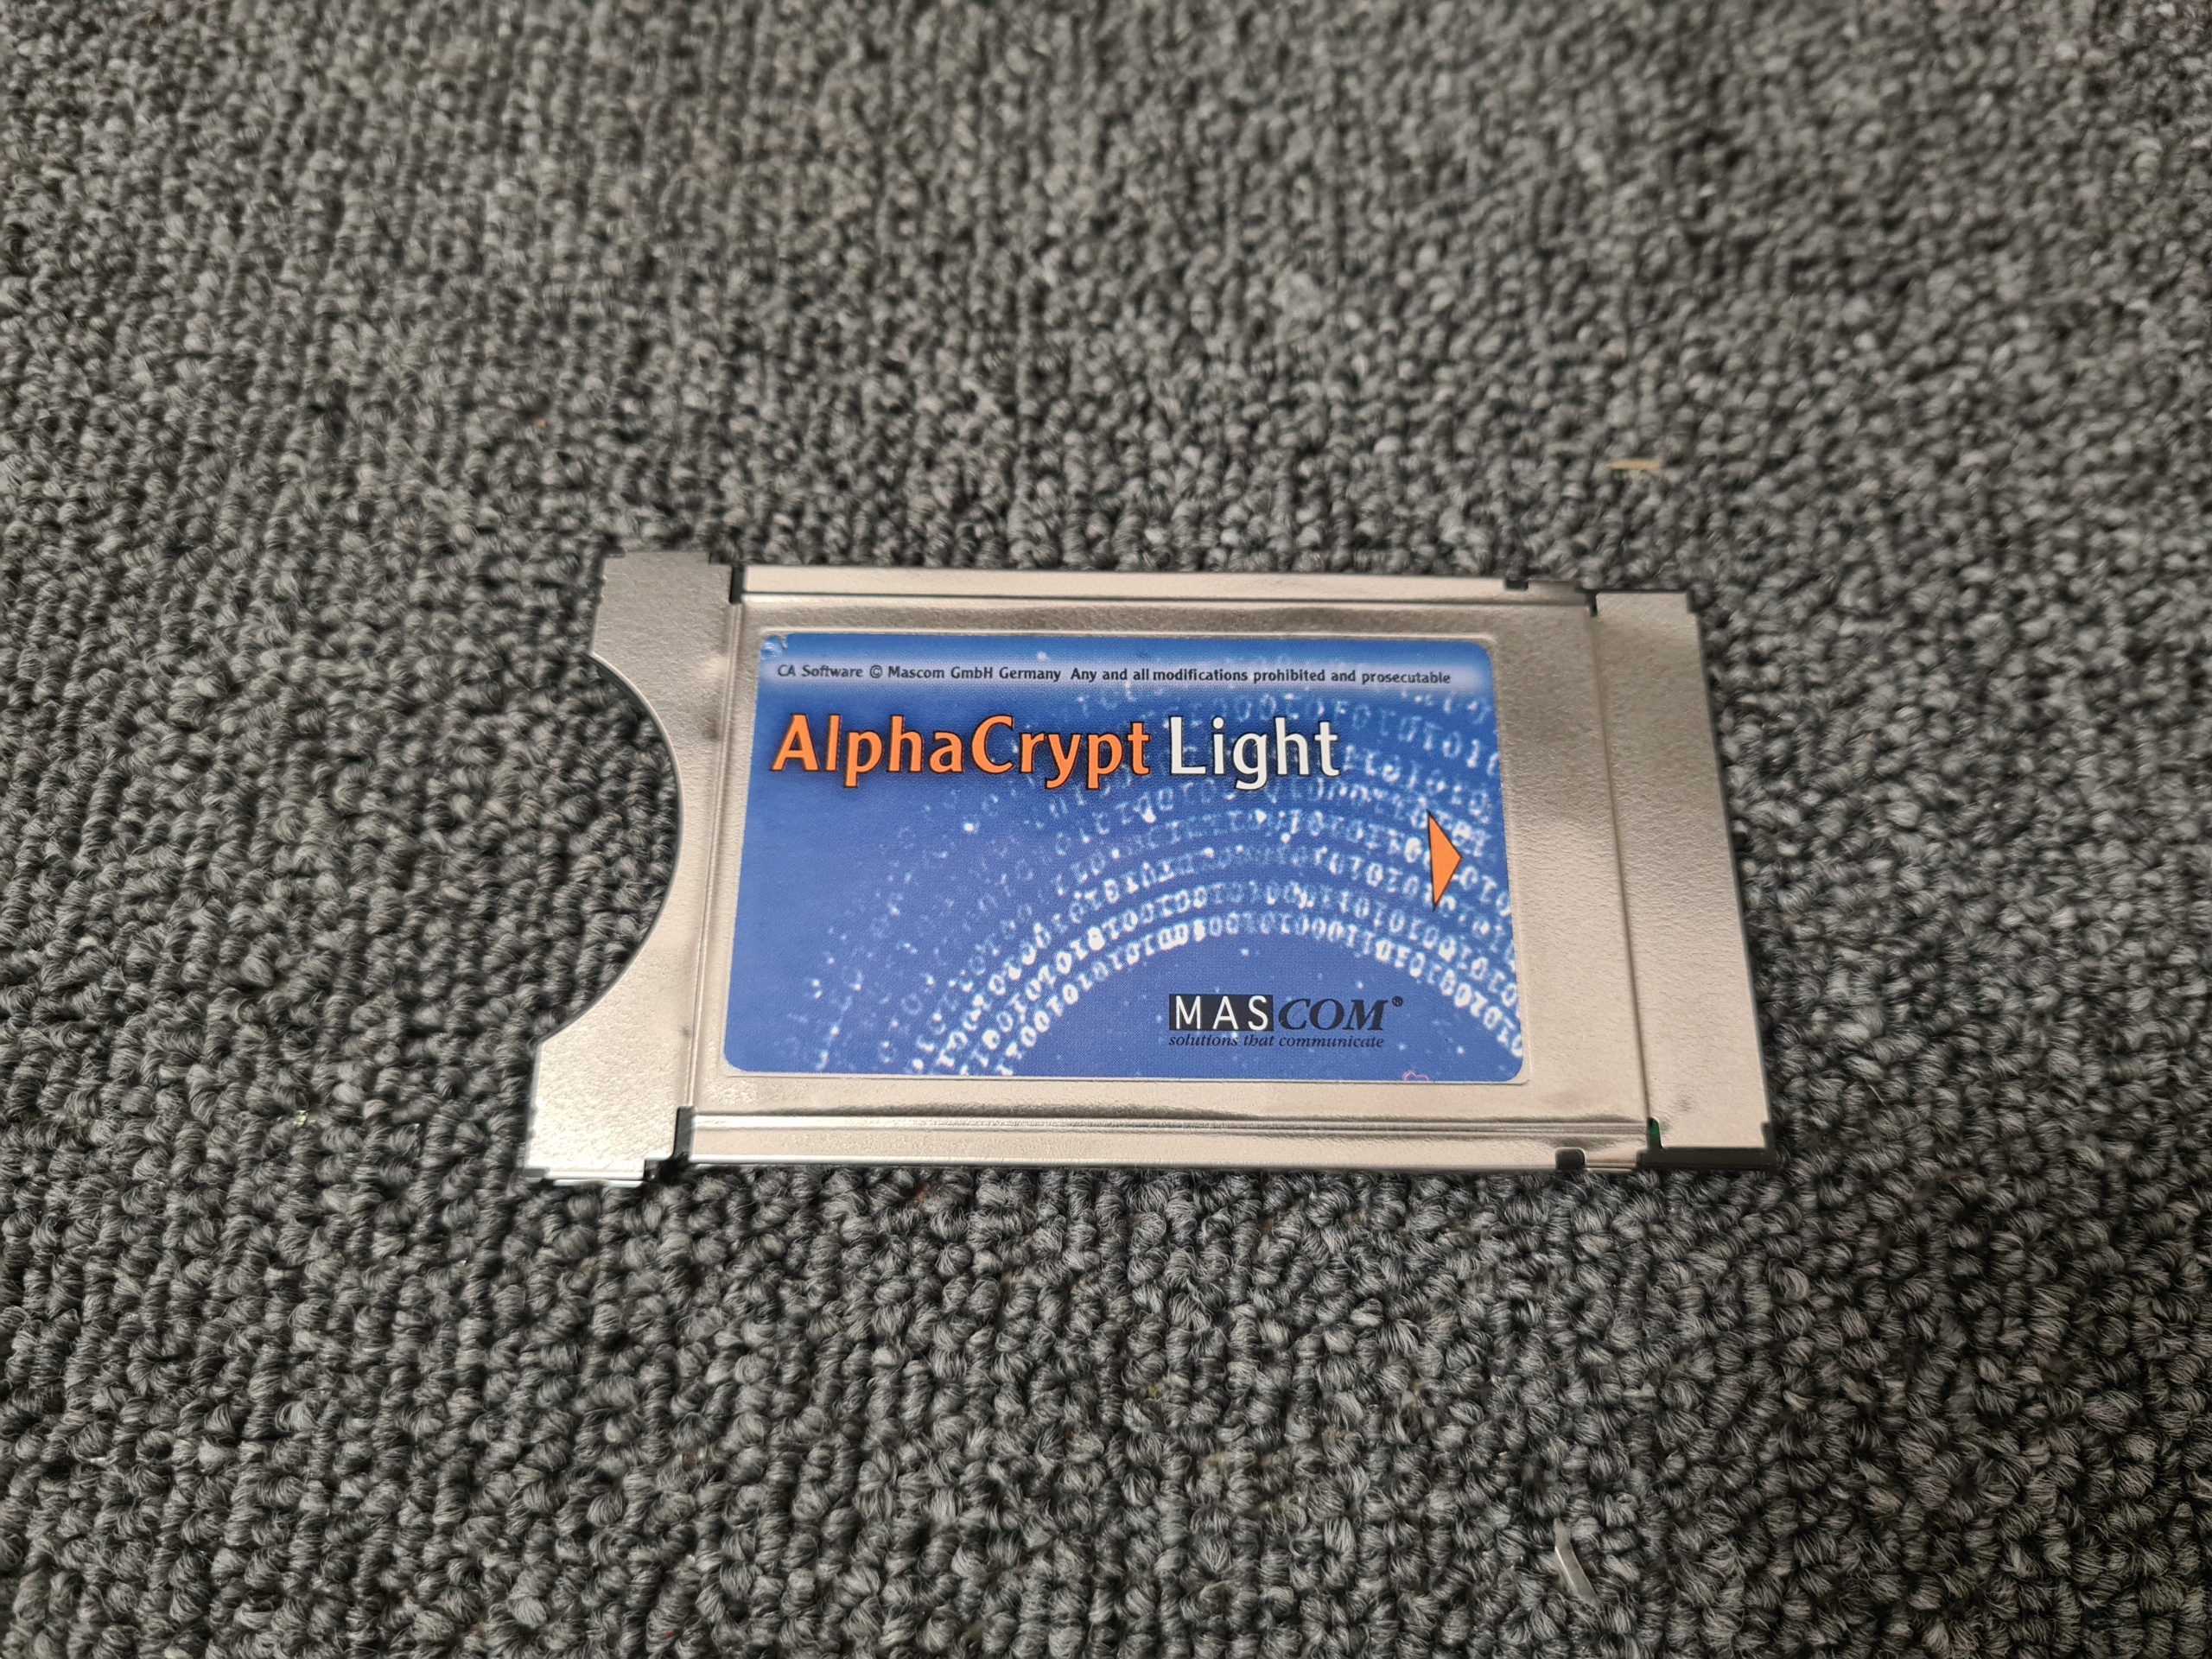 CA Software © Mascom GmbH Germany Any and all modifications prohibited and prosecutable
AlphaCrypt Light
MASCOM®
solutions that communicate